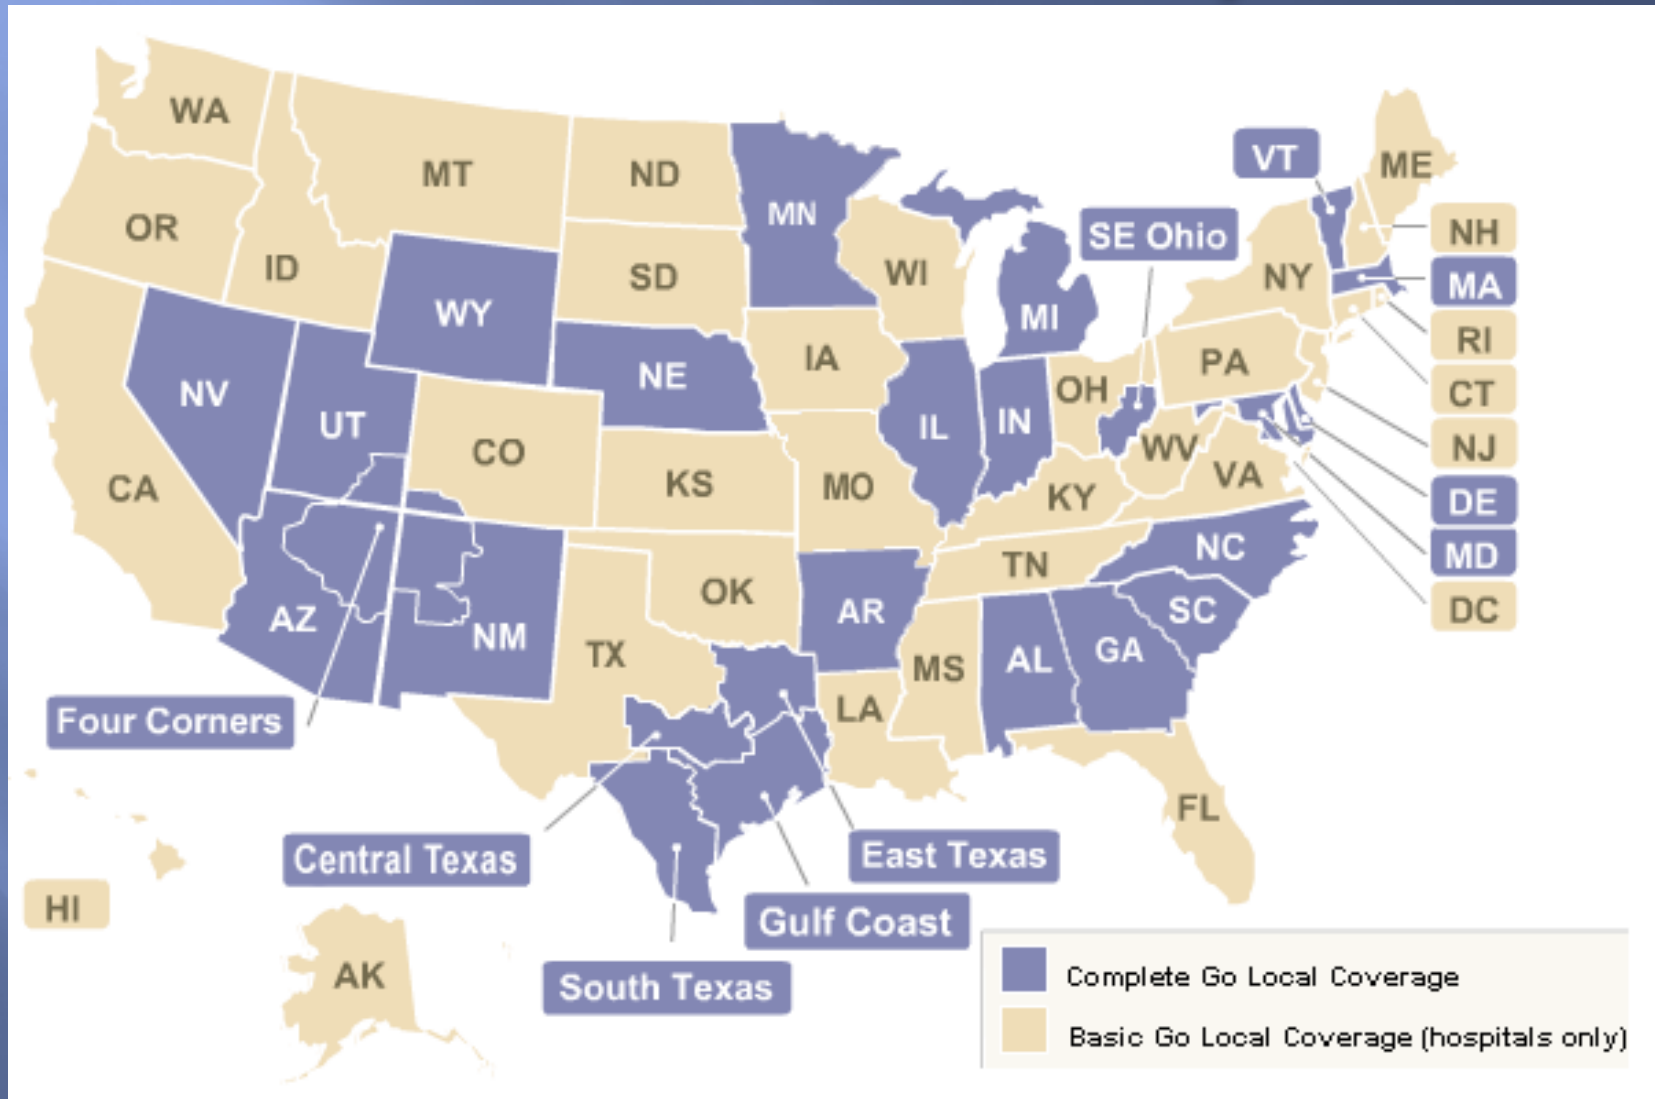 WA
MT
ND
MN
VT
ME
OR
ID
SD
WI
SE Ohio
NH
NY
MA
WY
MI
RI
NV
NE
IA
PA
CT
UT
OH
CO
IL
IN
NJ
CA
KS
MO
WV
VA
KY
DE
NC
MD
AZ
NM
OK
AR
TN
SC
DC
TX
MS
AL
GA
LA
Four Corners
FL
Central Texas
East Texas
HI
Gulf Coast
AK
South Texas
Complete Go Local Coverage
Basic Go Local Coverage (hospitals only)